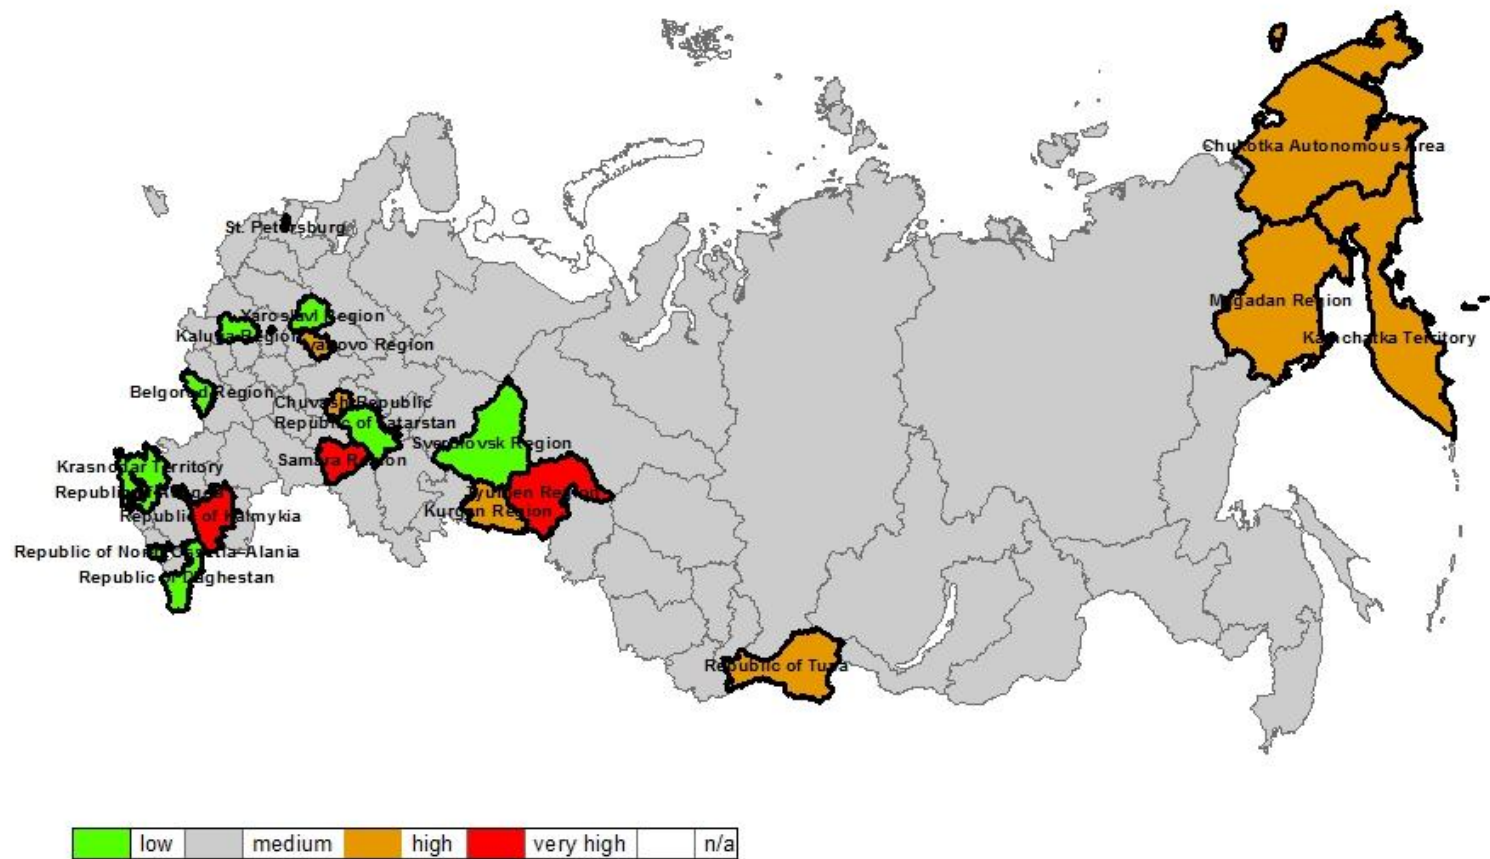 Chukotka Autonomous Area
St. Petersburg
Magadan Region
Yaroslavl Region
Kaluga Region
Ivanovo Region
Kamchatka Territory
Belgorod Region
Chuvash Republic
Republic of Tatarstan
Sverdlovsk Region
Samara Region
Krasnodar Territory
Republic of
Tyumen Region
Kurgan Region
Republic of Kalmykia
Republic of North Ossetia-Alania
Republic of Daghestan
Republic of Tuva
low medium high very high n/a